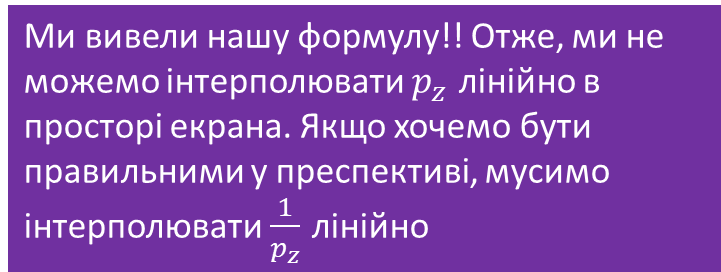 Ми вивели нашу формулу!! Отже, ми не
можемо інтерполювати $p_z$ лінійно в
просторі екрана. Якщо хочемо бути
правильними у преспективі, мусимо
інтерполювати $\frac{1}{p_z}$ лінійно